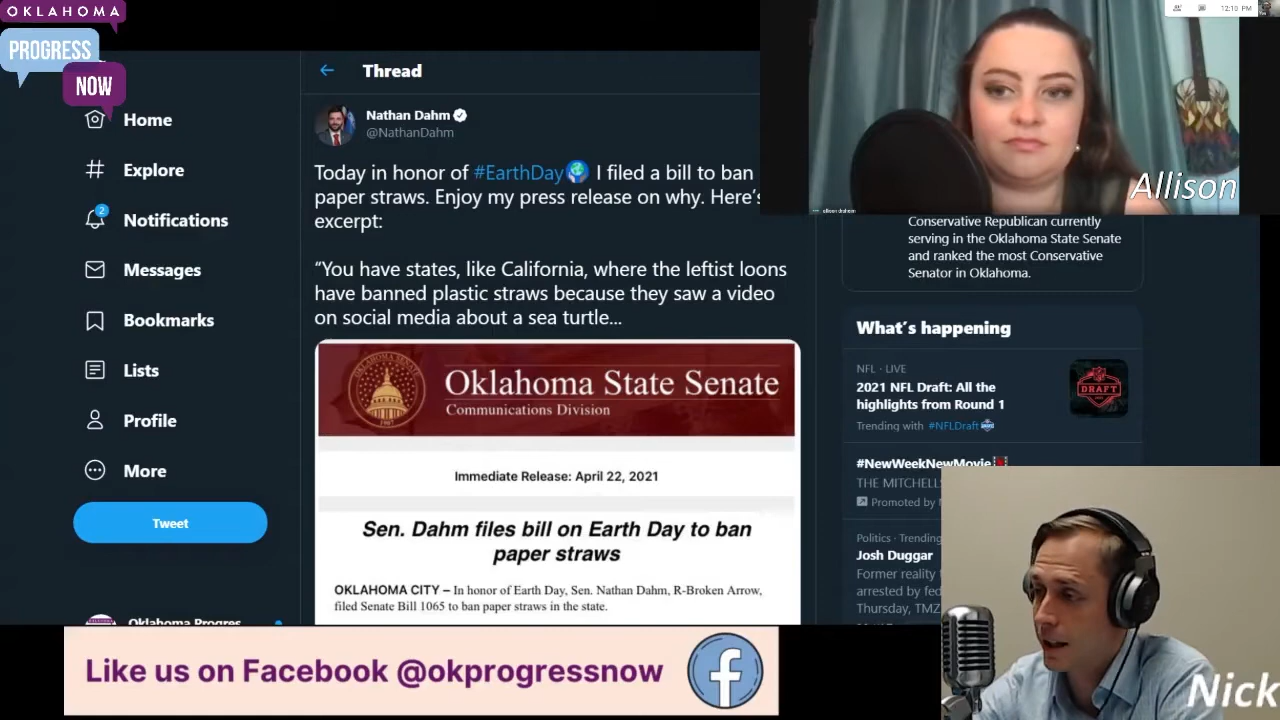 OKLAHOMA
PROGRESS
NOW
Home
Explore
2
Notifications
Messages
Bookmarks
Lists
Profile
More
Tweet
Oklahoma Progres
Thread
Nathan Dahm
@NathanDahm
Today in honor of #EarthDay I filed a bill to ban
paper straws. Enjoy my press release on why. Here's
excerpt:
“You have states, like California, where the leftist loons
have banned plastic straws because they saw a video
on social media about a sea turtle...
Oklahoma State Senate
Communications Division
Immediate Release: April 22, 2021
Sen. Dahm files bill on Earth Day to ban
paper straws
OKLAHOMA CITY – In honor of Earth Day, Sen. Nathan Dahm, R-Broken Arrow,
filed Senate Bill 1065 to ban paper straws in the state.
12:10 PM
Allison
Conservative Republican currently
serving in the Oklahoma State Senate
and ranked the most Conservative
Senator in Oklahoma.
What's happening
NFL · LIVE
2021 NFL Draft: All the
highlights from Round 1
Trending with #NFLDraft
DRAFT
#NewWeekNewMovie
THE MITCHELLS
Promoted by
Politics · Trending
Josh Duggar
Former reality
arrested by fed
Thursday, TMZ
Nick
Like us on Facebook @okprogressnow